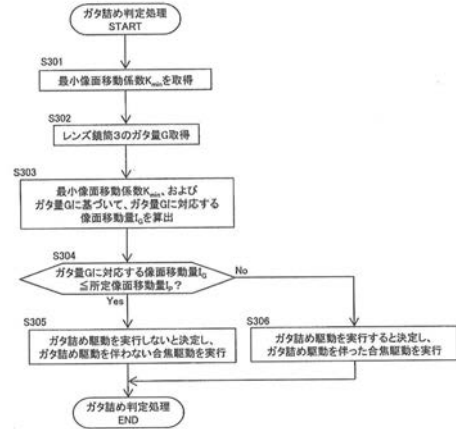 ガタ詰め判定処理
START
S301
最小像面移動係数Kminを取得
S302
レンズ鏡筒3のガタ量G取得
S303
最小像面移動係数Kmin、および
ガタ量Gに基づいて、ガタ量Gに対応する
像面移動量IGを算出
S304
ガタ量Gに対応する像面移動量IG
≦所定像面移動量IP?
No
Yes
S305
ガタ詰め駆動を実行しないと決定し、
ガタ詰め駆動を伴わない合焦駆動を実行
S306
ガタ詰め駆動を実行すると決定し、
ガタ詰め駆動を伴った合焦駆動を実行
ガタ詰め判定処理
END